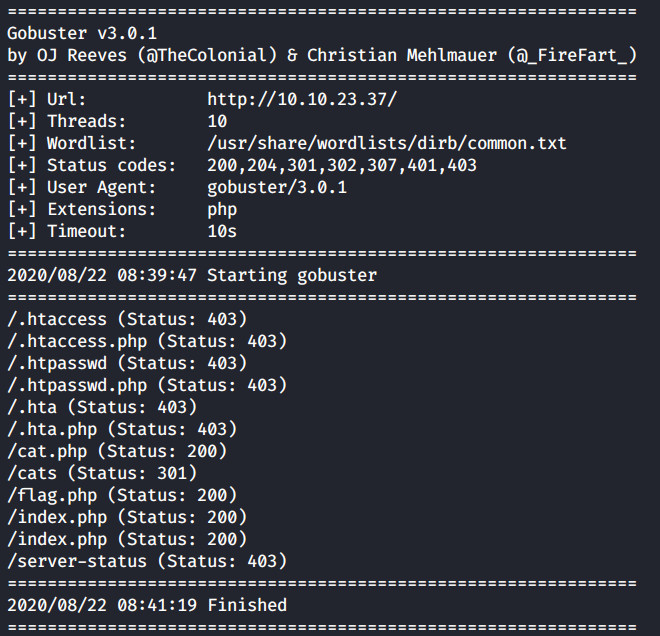 ===============================================================
Gobuster v3.0.1
by OJ Reeves (@TheColonial) & Christian Mehlmauer (@_FireFart_)
===============================================================
[+] Url:            http://10.10.23.37/
[+] Threads:        10
[+] Wordlist:       /usr/share/wordlists/dirb/common.txt
[+] Status codes:   200,204,301,302,307,401,403
[+] User Agent:     gobuster/3.0.1
[+] Extensions:     php
[+] Timeout:        10s
===============================================================
2020/08/22 08:39:47 Starting gobuster
===============================================================
/.htaccess (Status: 403)
/.htaccess.php (Status: 403)
/.htpasswd (Status: 403)
/.htpasswd.php (Status: 403)
/.hta (Status: 403)
/.hta.php (Status: 403)
/cat.php (Status: 200)
/cats (Status: 301)
/flag.php (Status: 200)
/index.php (Status: 200)
/index.php (Status: 200)
/server-status (Status: 403)
===============================================================
2020/08/22 08:41:19 Finished
===============================================================